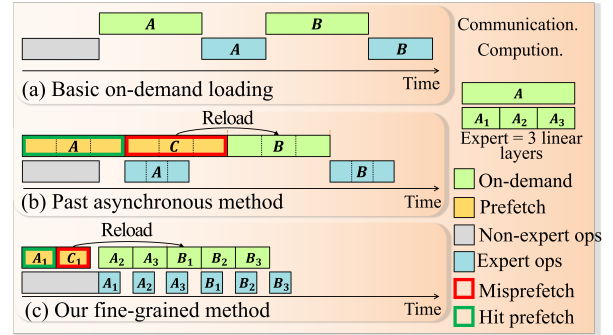 A
B
A
B
Time
(a) Basic on-demand loading
Reload
A
C
B
A
B
Time
(b) Past asynchronous method
Reload
A₁ C₁ A₂ A₃ B₁ B₂ B₃
A₁ A₂ A₃ B₁ B₂ B₃
Time
(c) Our fine-grained method
Communication.
Compution.
A
A₁ A₂ A₃
Expert = 3 linear
layers
On-demand
Prefetch
Non-expert ops
Expert ops
Misprefetch
Hit prefetch